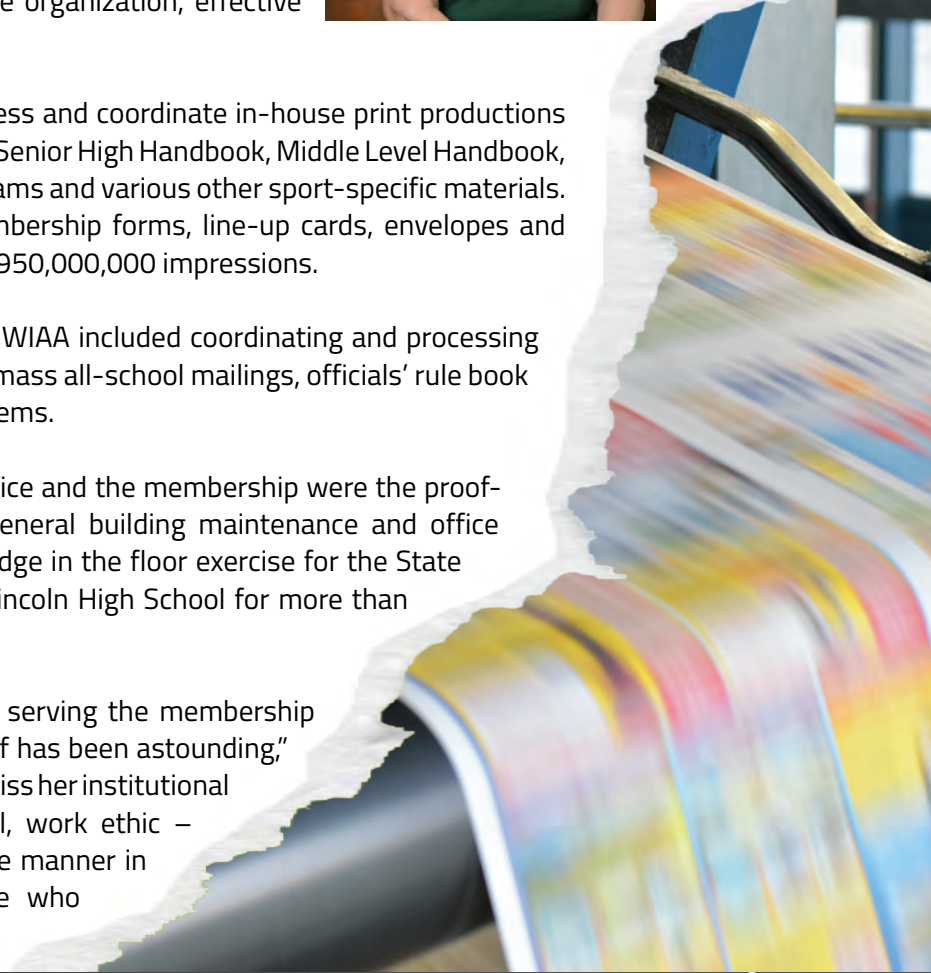 e organization, effective
ess and coordinate in-house print productions
Senior High Handbook, Middle Level Handbook,
ams and various other sport-specific materials.
nbership forms, line-up cards, envelopes and
950,000,000 impressions.
WIAA included coordinating and processing
mass all-school mailings, officials’ rule book
ems.
fice and the membership were the proof-
eneral building maintenance and office
dge in the floor exercise for the State
incoln High School for more than
serving the membership
f has been astounding,”
iss her institutional
l, work ethic –
e manner in
e who